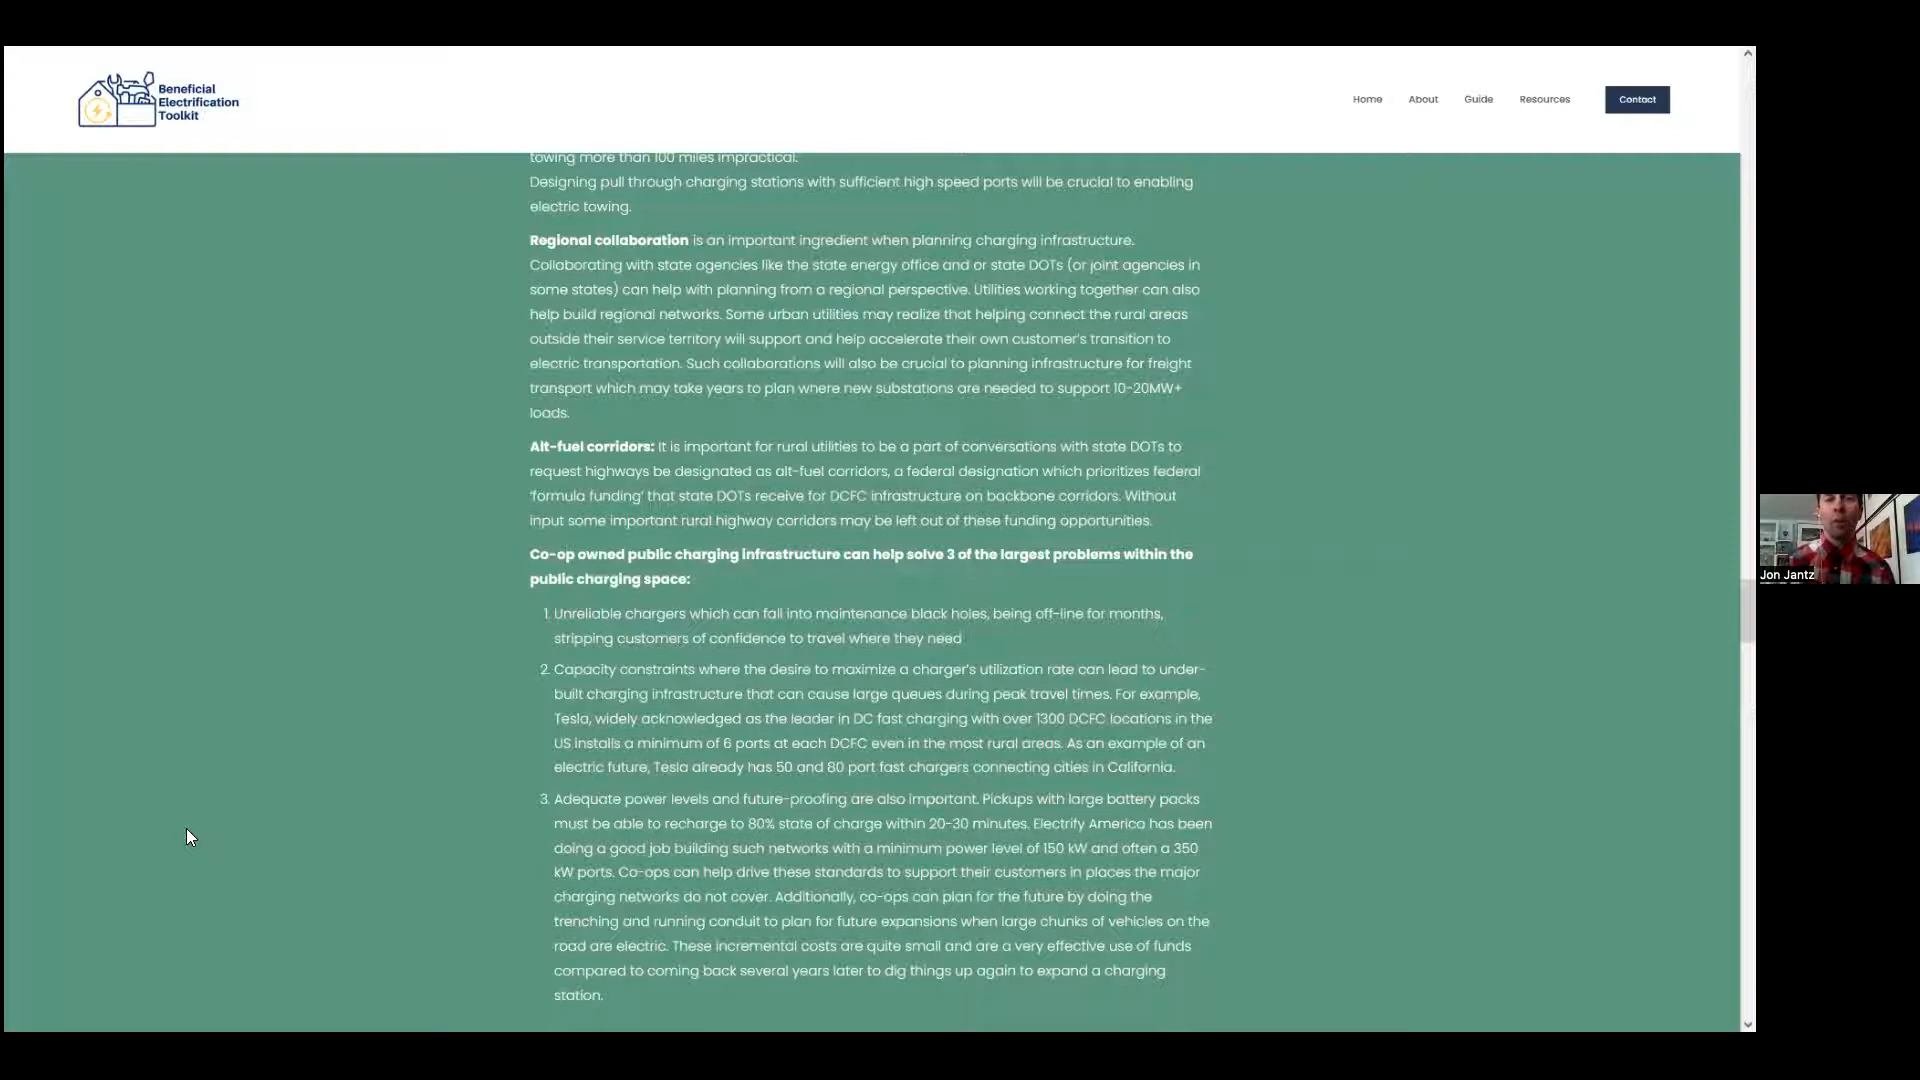 Beneficial
Electrification
Toolkit
Home
About
Guide
Resources
Contact
towing more than 100 miles impractical.
Designing pull through charging stations with sufficient high speed ports will be crucial to enabling
electric towing.
Regional collaboration is an important ingredient when planning charging infrastructure.
Collaborating with state agencies like the state energy office and or state DOTs (or joint agencies in
some states) can help with planning from a regional perspective. Utilities working together can also
help build regional networks. Some urban utilities may realize that helping connect the rural areas
outside their service territory will support and help accelerate their own customer's transition to
electric transportation. Such collaborations will also be crucial to planning infrastructure for freight
transport which may take years to plan where new substations are needed to support 10-20MW+
loads.
Alt-fuel corridors: It is important for rural utilities to be a part of conversations with state DOTs to
request highways be designated as alt-fuel corridors, a federal designation which prioritizes federal
'formula funding' that state DOTs receive for DCFC infrastructure on backbone corridors. Without
input some important rural highway corridors may be left out of these funding opportunities.
Co-op owned public charging infrastructure can help solve 3 of the largest problems within the
public charging space:
1. Unreliable chargers which can fall into maintenance black holes, being off-line for months,
stripping customers of confidence to travel where they need
2. Capacity constraints where the desire to maximize a charger's utilization rate can lead to under-
built charging infrastructure that can cause large queues during peak travel times. For example,
Tesla, widely acknowledged as the leader in DC fast charging with over 1300 DCFC locations in the
US installs a minimum of 6 ports at each DCFC even in the most rural areas. As an example of an
electric future, Tesla already has 50 and 80 port fast chargers connecting cities in California.
3. Adequate power levels and future-proofing are also important. Pickups with large battery packs
must be able to recharge to 80% state of charge within 20-30 minutes. Electrify America has been
doing a good job building such networks with a minimum power level of 150 kW and often a 350
kW ports. Co-ops can help drive these standards to support their customers in places the major
charging networks do not cover. Additionally, co-ops can plan for the future by doing the
trenching and running conduit to plan for future expansions when large chunks of vehicles on the
road are electric. These incremental costs are quite small and are a very effective use of funds
compared to coming back several years later to dig things up again to expand a charging
station.
Jon Jantz